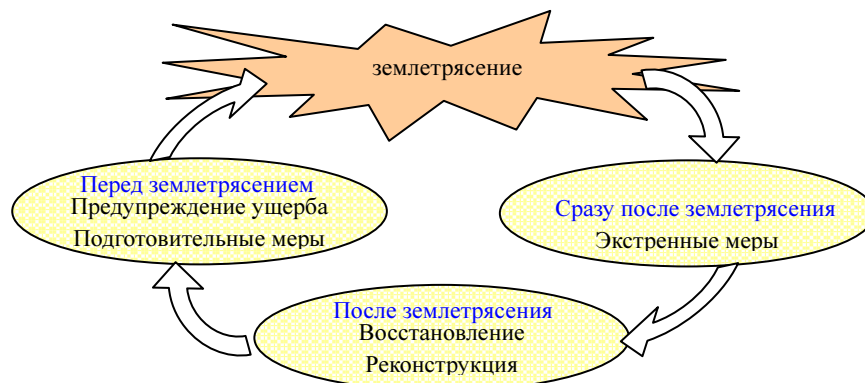 землетрясение
Перед землетрясением
Предупреждение ущерба
Подготовительные меры
Сразу после землетрясения
Экстренные меры
После землетрясения
Восстановление
Реконструкция